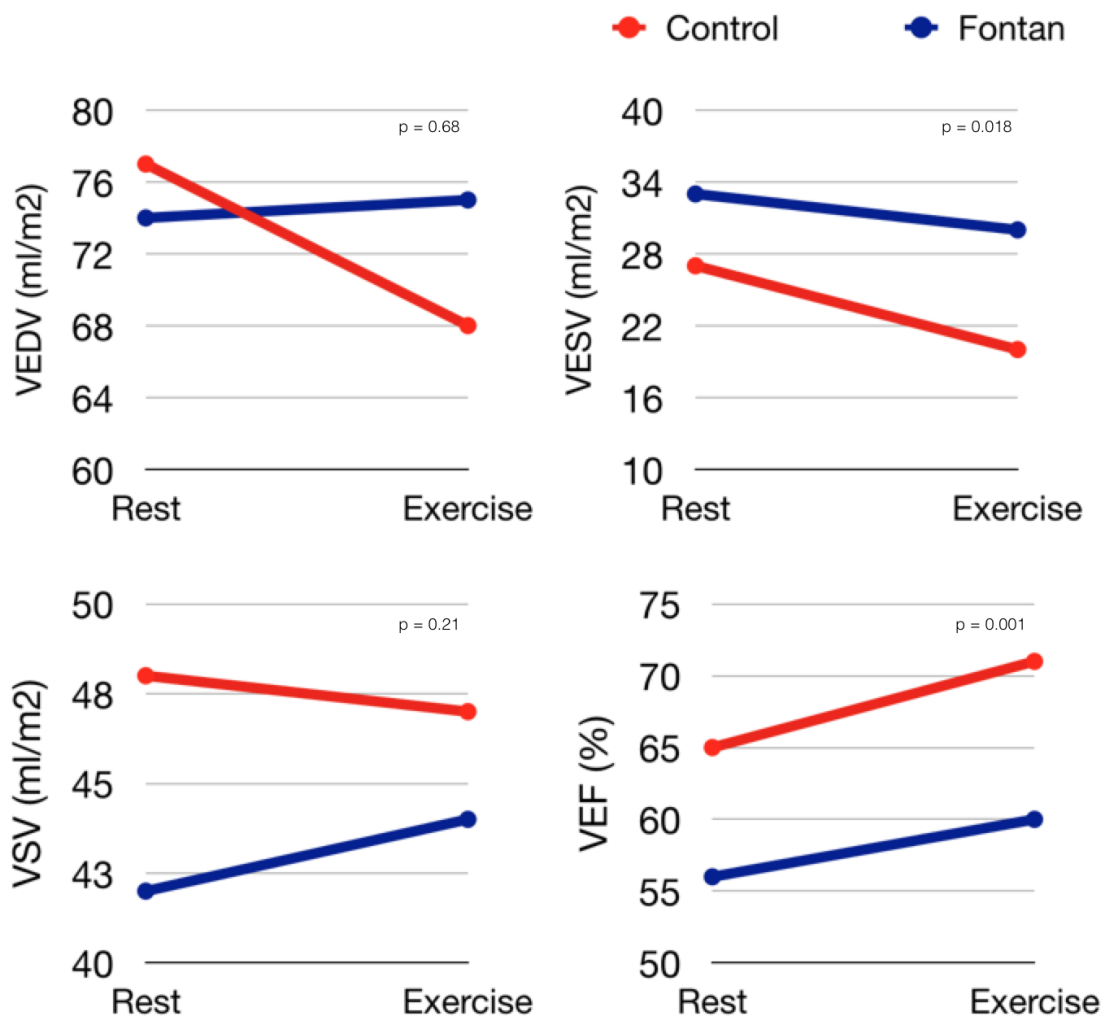 Control Fontan
VEDV (ml/m2)
80
p = 0.68
76
72
68
64
60
Rest Exercise
VESV (ml/m2)
40
p = 0.018
34
28
22
16
10
Rest Exercise
VSV (ml/m2)
50
p = 0.21
48
45
43
40
Rest Exercise
VEF (%)
75
p = 0.001
70
65
60
55
50
Rest Exercise